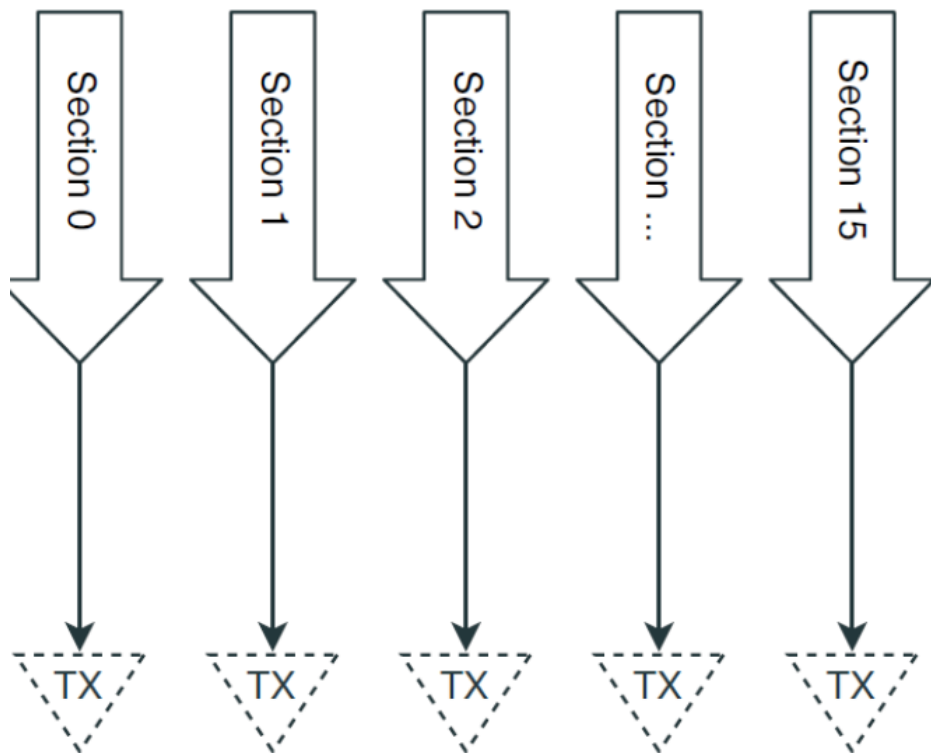 Section 0
Section 1
Section 2
Section ...
Section 15
TX
TX
TX
TX
TX